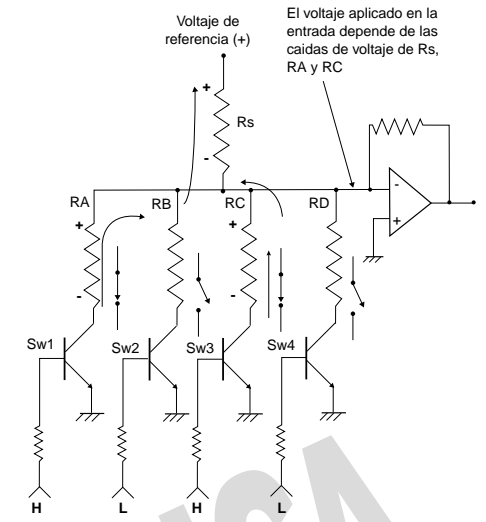 Voltaje de
referencia (+)
El voltaje aplicado en la
entrada depende de las
caidas de voltaje de Rs,
RA y RC
+
Rs
-
RA
RB
RC
RD
+
+
-
+
-
-
Sw1
Sw2
Sw3
Sw4
H
L
H
L